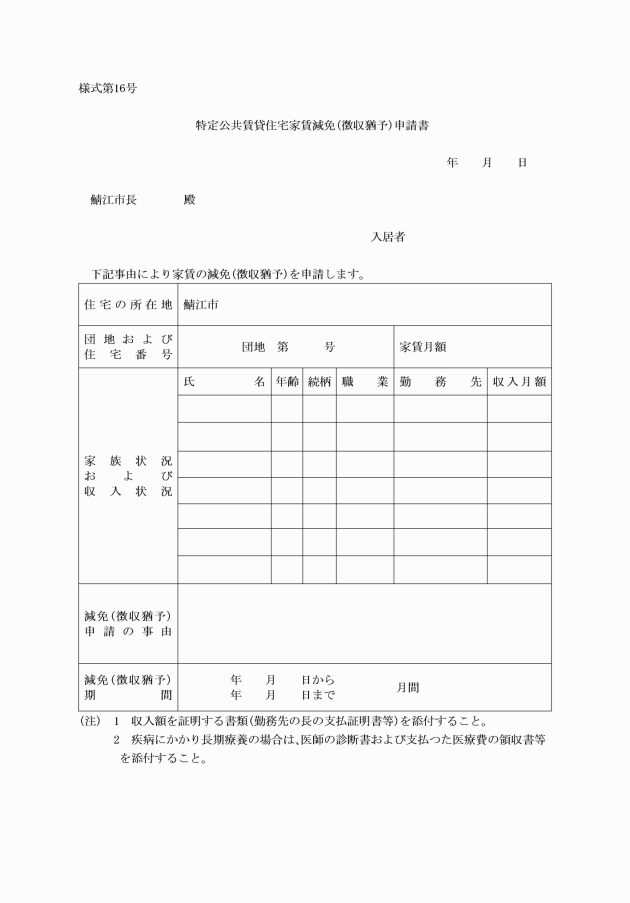 様式第16号
特定公共賃貸住宅家賃減免(徴収猶予)申請書
年　　月　　日
鯖江市長　　　　殿
入居者
下記事由により家賃の減免(徴収猶予)を申請します。
住宅の所在地　鯖江市
団地および
住宅番号
団地　第　　　号　家賃月額
氏　　　　名　年齢　続柄　職　　業　勤　務　先　収入月額
家族状況
および
収入状況
減免(徴収猶予)
申請の事由
減免(徴収猶予)
期　　　　間
年　　月　　日から
年　　月　　日まで
月間
(注)　1　収入額を証明する書類(勤務先の長の支払証明書等)を添付すること。
2　疾病にかかり長期療養の場合は、医師の診断書および支払つた医療費の領収書等
を添付すること。